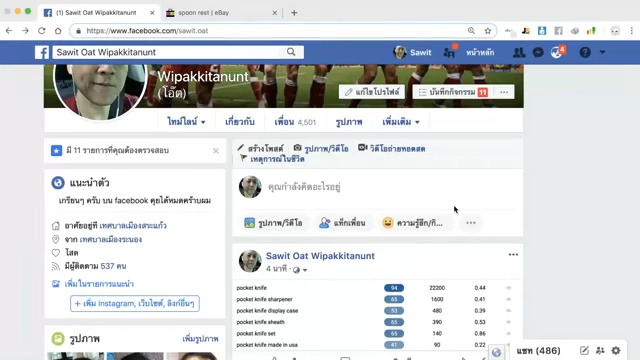 (1) Sawit Oat Wipakkitanunt
spoon rest | eBay
https://www.facebook.com/sawit.oat
Sawit Oat Wipakkitanunt
Sawit
หน้าหลัก
4
Wipakkitanunt
(โอ๊ต)
แก้ไขโปรไฟล์
บันทึกกิจกรรม 11
ไทม์ไลน์
เกี่ยวกับ
เพื่อน 4,501
รูปภาพ
เพิ่มเติม
มี 11 รายการที่คุณต้องตรวจสอบ
สร้างโพสต์
รูปภาพ/วิดีโอ
วิดีโอถ่ายทอดสด
เหตุการณ์ในชีวิต
แนะนำตัว
เกรียนๆ ครับ บน facebook คุยได้หมดครับผม
คุณกำลังคิดอะไรอยู่
อาศัยอยู่ที่ เทศบาลเมืองสระแก้ว
จาก เทศบาลเมืองระนอง
โสด
มีผู้ติดตาม 537 คน
เพิ่มในรายการแนะนำ
+ เพิ่ม Instagram, เว็บไซต์, ลิงก์อื่นๆ
รูปภาพ/วิดีโอ
แท็กเพื่อน
ความรู้สึก/กิ...
Sawit Oat Wipakkitanunt
4 นาที
pocket knife 94 22200 0.44
pocket knife sharpener 65 1600 0.41
pocket knife display case 53 480 0.39
pocket knife sheath 65 390 0.53
pocket knife set 65 140 0.86
pocket knife made in usa 65 90 0.53
รูปภาพ
เพิ่มรูปภาพ
แชท (486)